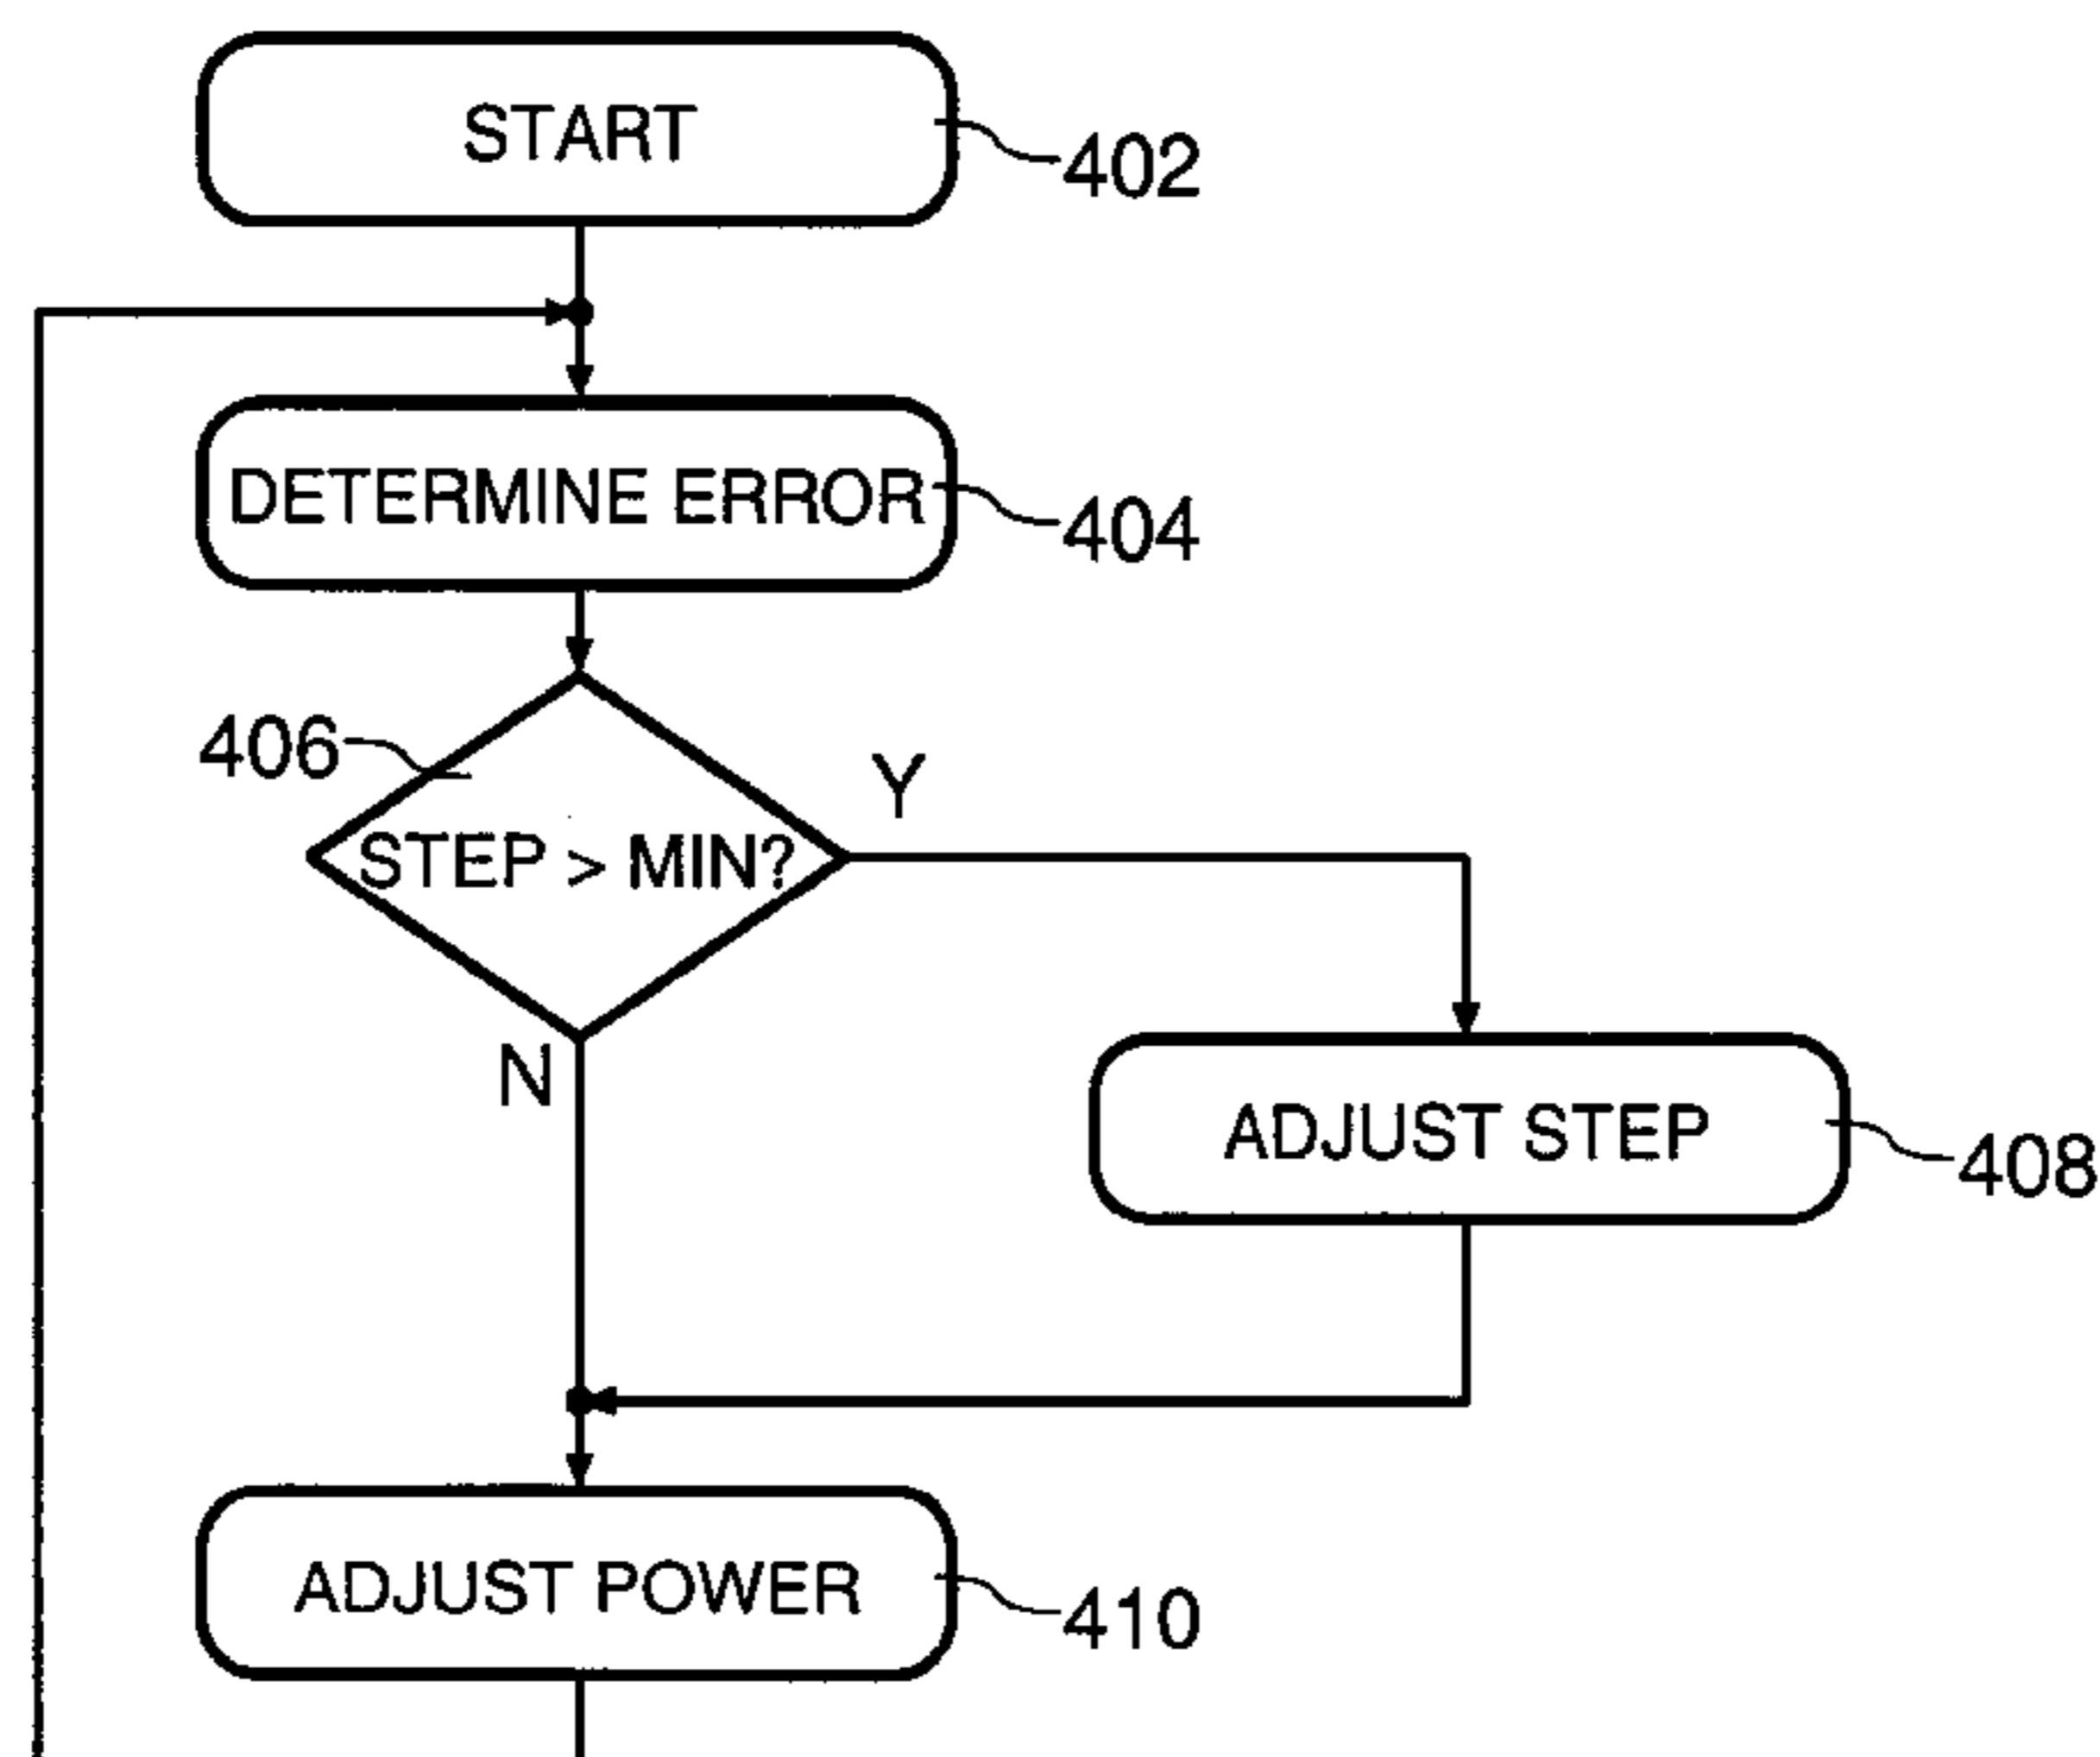 START
402
DETERMINE ERROR
404
406
Y
STEP > MIN?
N
ADJUST STEP
408
ADJUST POWER
410